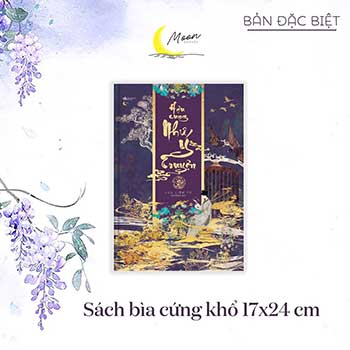 Moon
BẢN ĐẶC BIỆT
Hậu
cung
Như
Ý
truyện
Sách bìa cứng khổ 17x24 cm